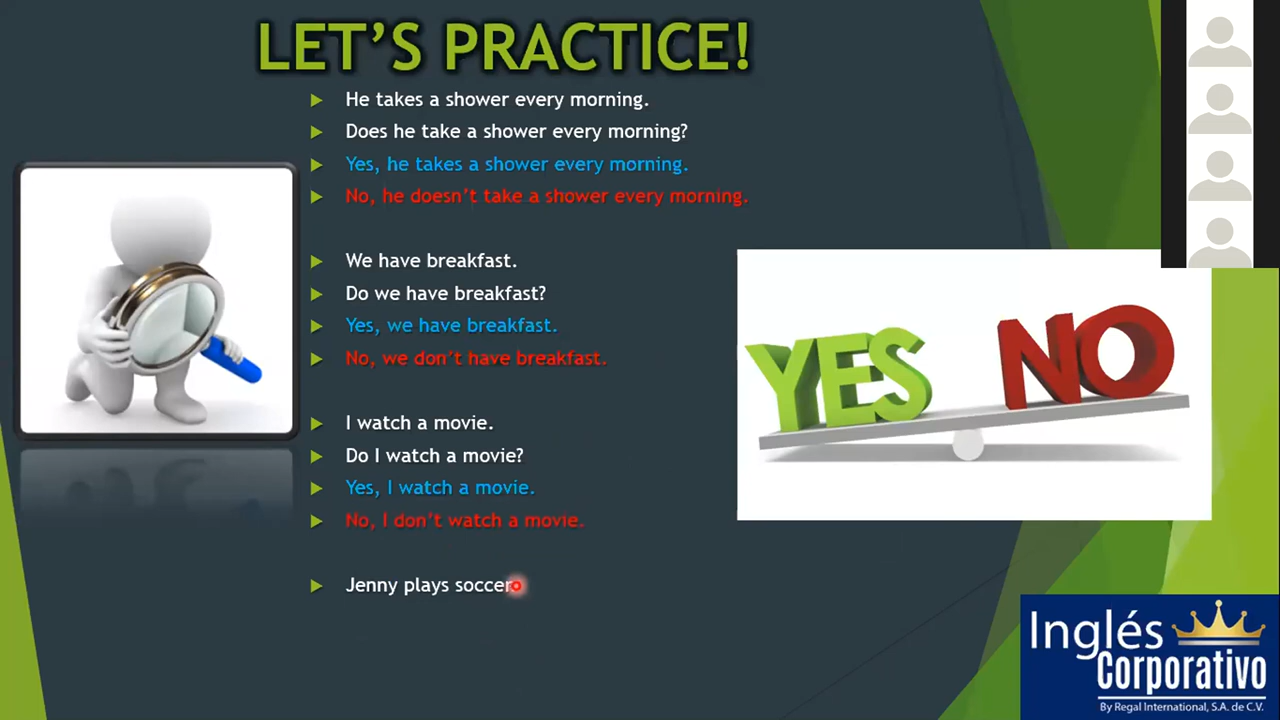 LET'S PRACTICE!
He takes a shower every morning.
Does he take a shower every morning?
Yes, he takes a shower every morning.
No, he doesn't take a shower every morning.
We have breakfast.
Do we have breakfast?
Yes, we have breakfast.
No, we don't have breakfast.
I watch a movie.
Do I watch a movie?
Yes, I watch a movie.
No, I don't watch a movie.
Jenny plays soccer
YES NO
Inglés
Corporativo
By Regal International, S.A. de C.V.